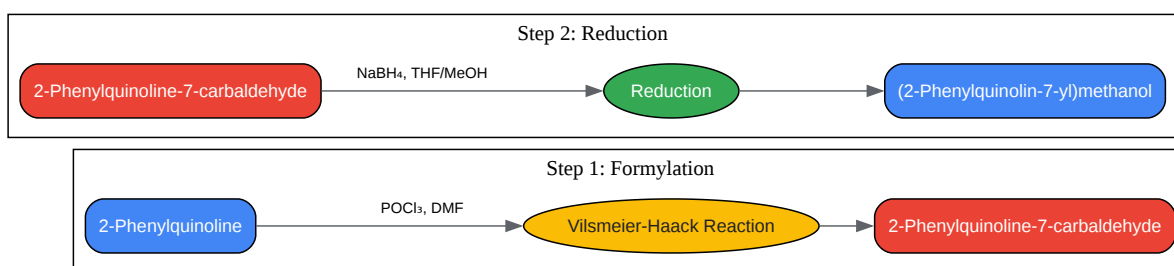 Step 2: Reduction
2-Phenylquinoline-7-carbaldehyde
NaBH₄, THF/MeOH
Reduction
(2-Phenylquinolin-7-yl)methanol
Step 1: Formylation
2-Phenylquinoline
POCl₃, DMF
Vilsmeier-Haack Reaction
2-Phenylquinoline-7-carbaldehyde